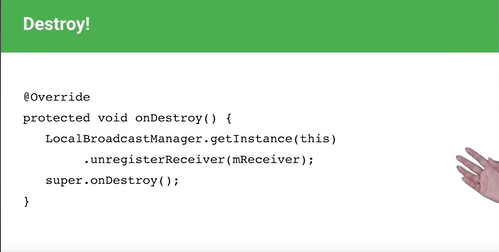 Destroy!
@Override
protected void onDestroy() {
LocalBroadcastManager.getInstance(this)
.unregisterReceiver(mReceiver);
super.onDestroy();
}